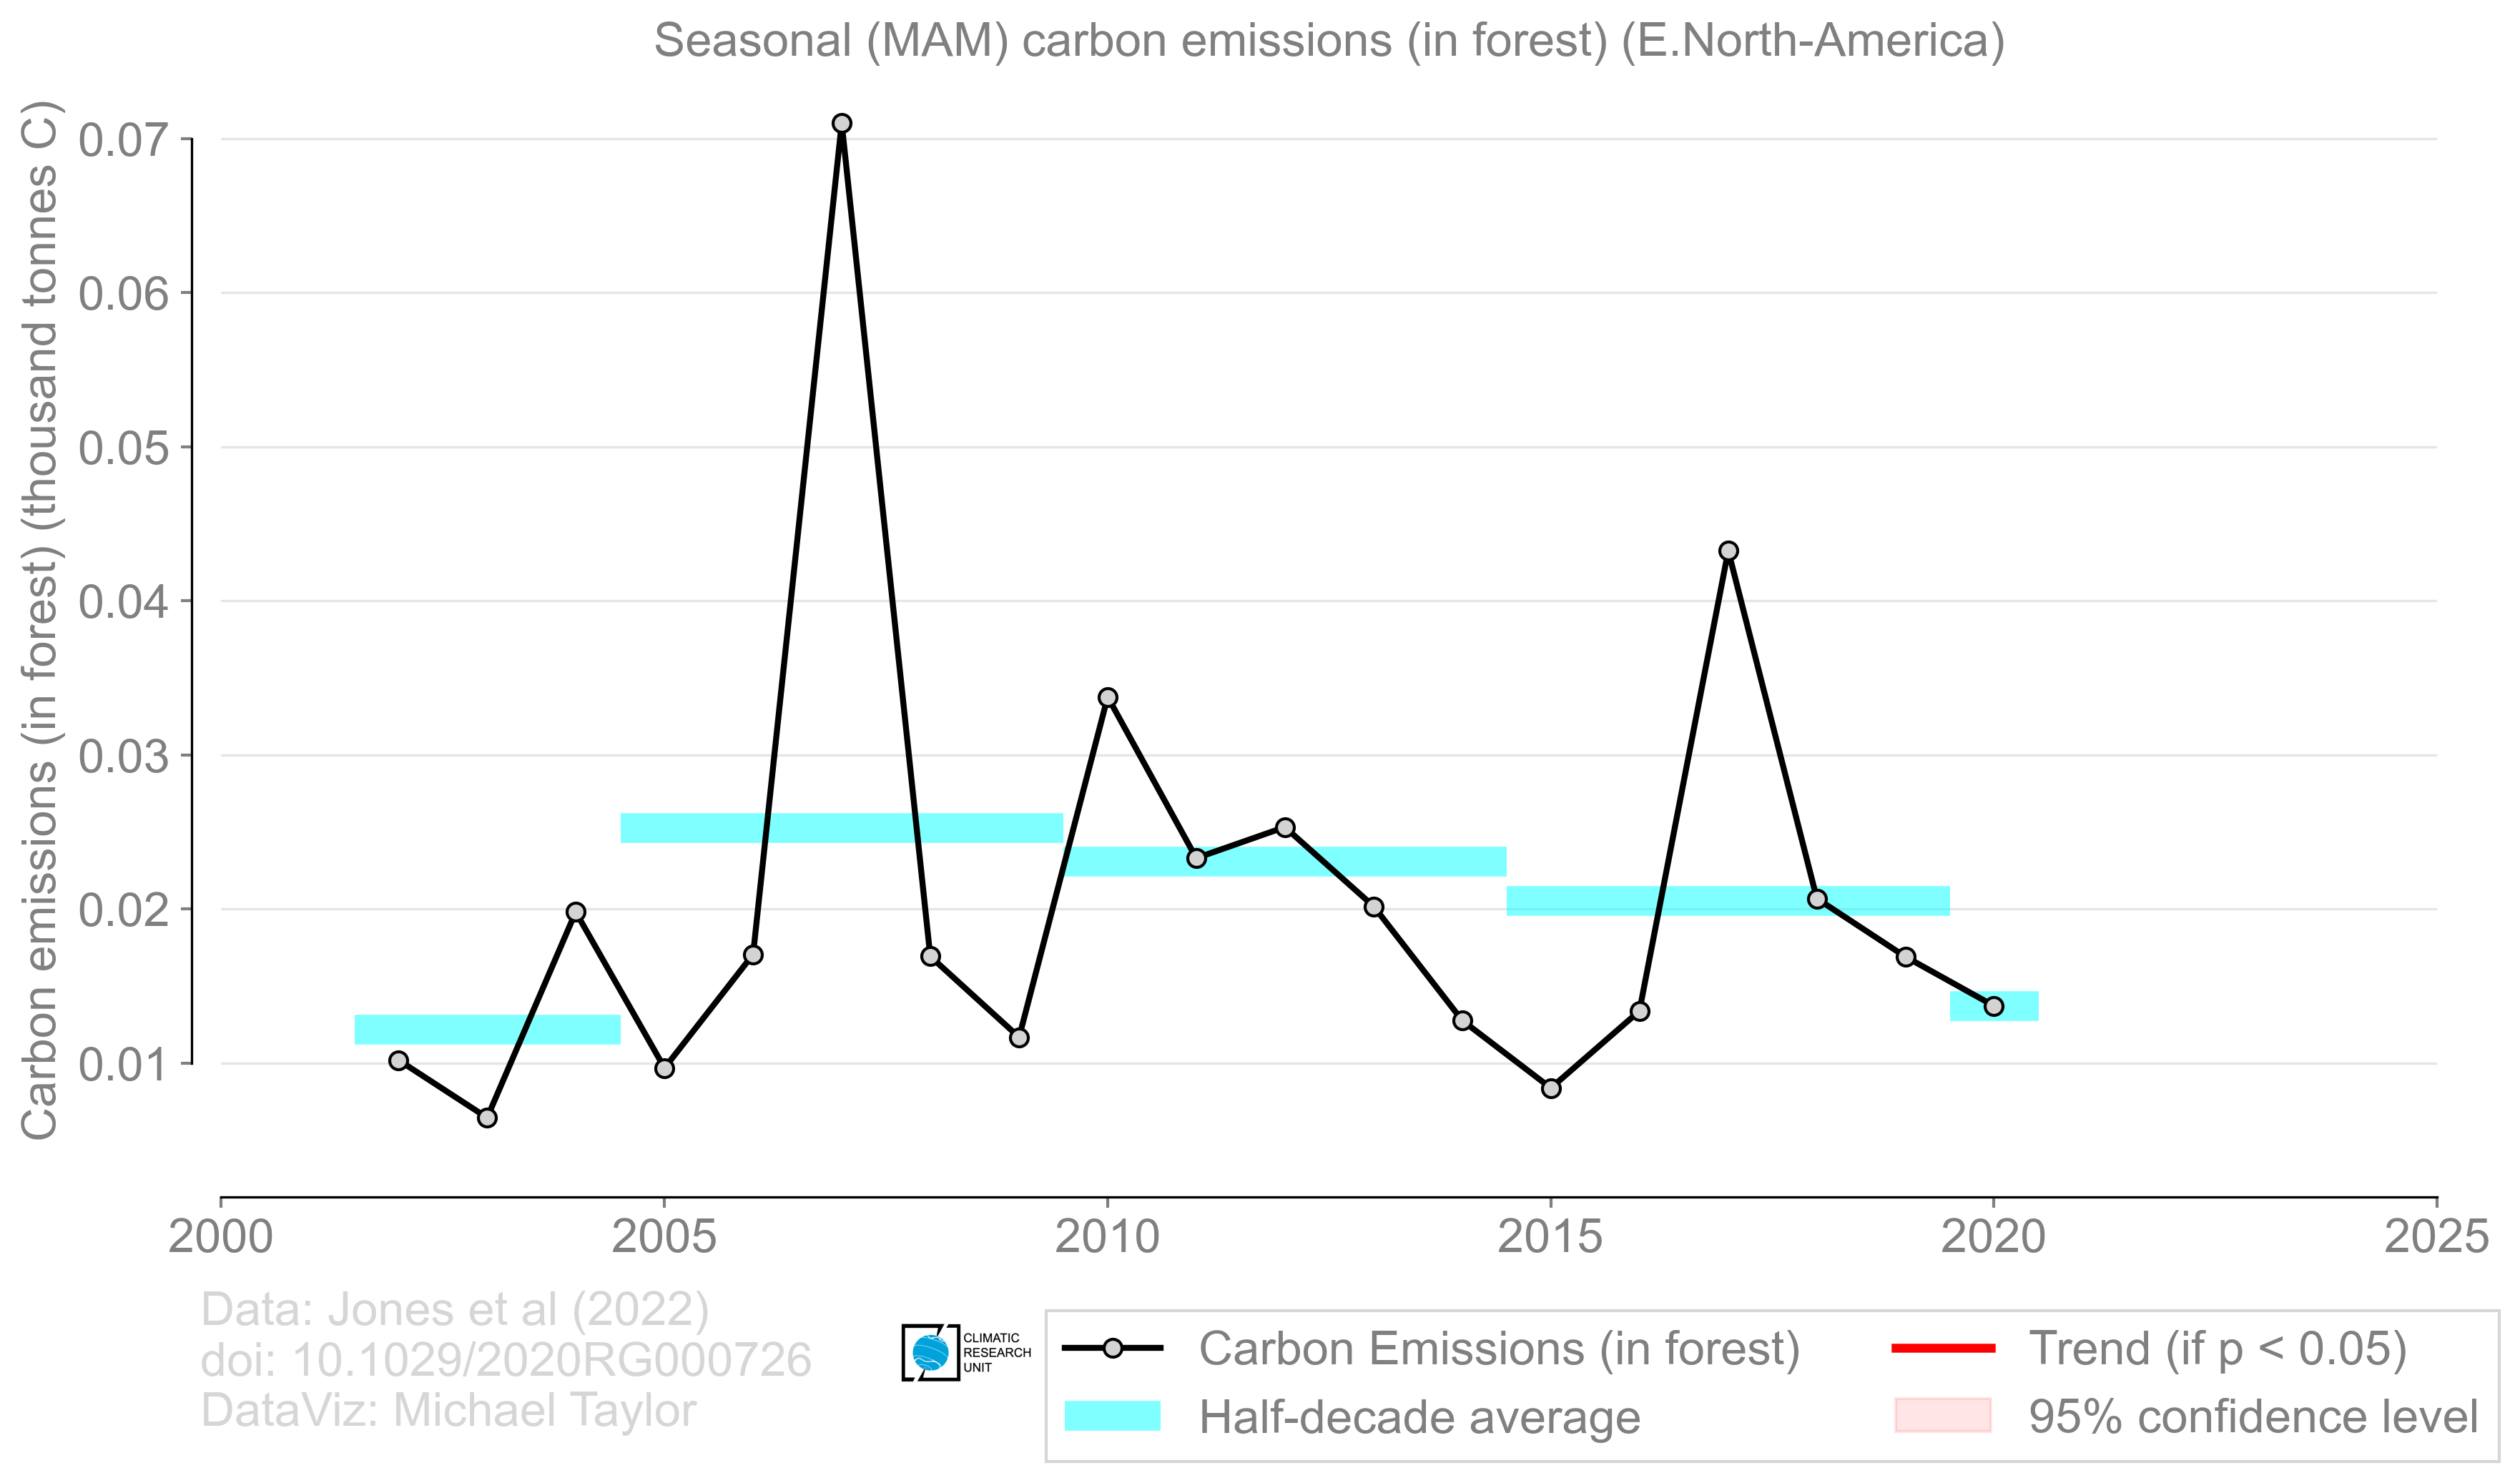 Seasonal (MAM) carbon emissions (in forest) (E.North-America)
Carbon emissions (in forest) (thousand tonnes C)
0.07
0.06
0.05
0.04
0.03
0.02
0.01
2000
2005
2010
2015
2020
2025
Data: Jones et al (2022)
doi: 10.1029/2020RG000726
DataViz: Michael Taylor
CLIMATIC
RESEARCH
UNIT
Carbon Emissions (in forest)
Half-decade average
Trend (if p < 0.05)
95% confidence level